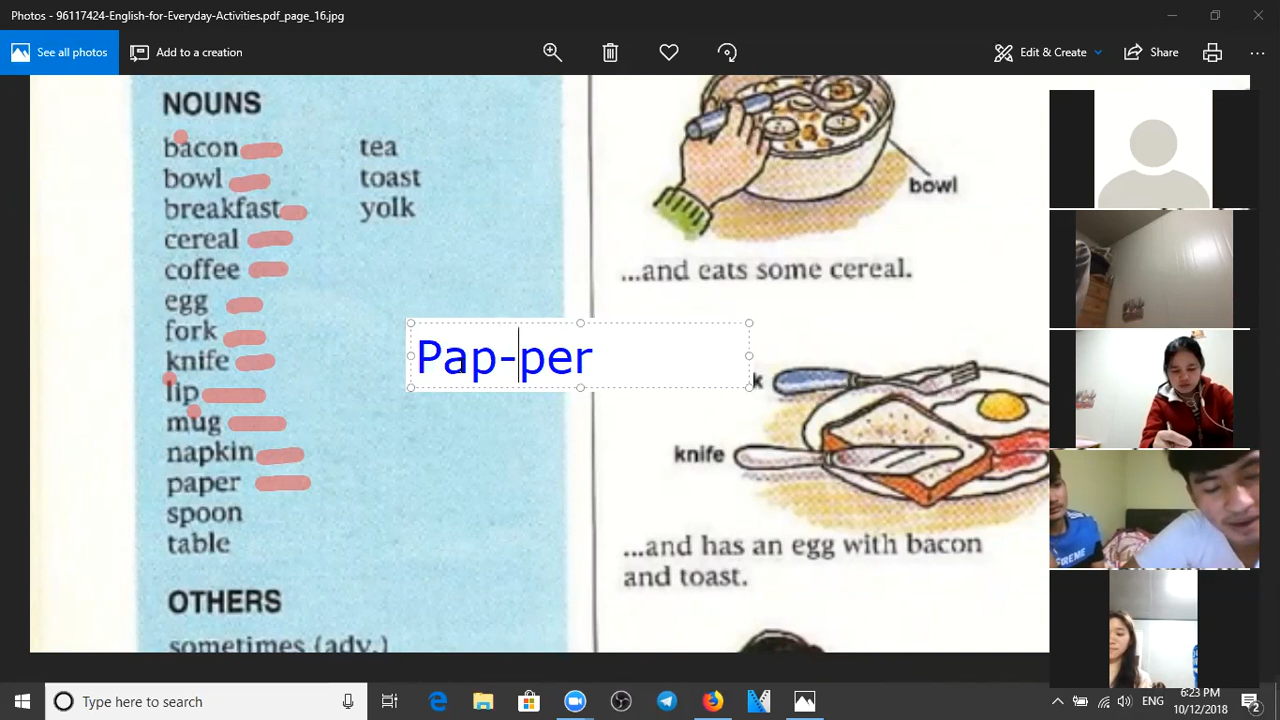 Photos - 96117424-English-for-Everyday-Activities.pdf_page_16.jpg
See all photos
Add to a creation
Edit & Create
Share
NOUNS
bacon
bowl
breakfast
cereal
coffee
egg
fork
knife
lip
mug
napkin
paper
spoon
table
tea
toast
yolk
OTHERS
sometimes (adv.)
bowl
...and eats some cereal.
Pap-per
k
knife
...and has an egg with bacon
and toast.
Type here to search
ENG
6:23 PM
10/12/2018
2